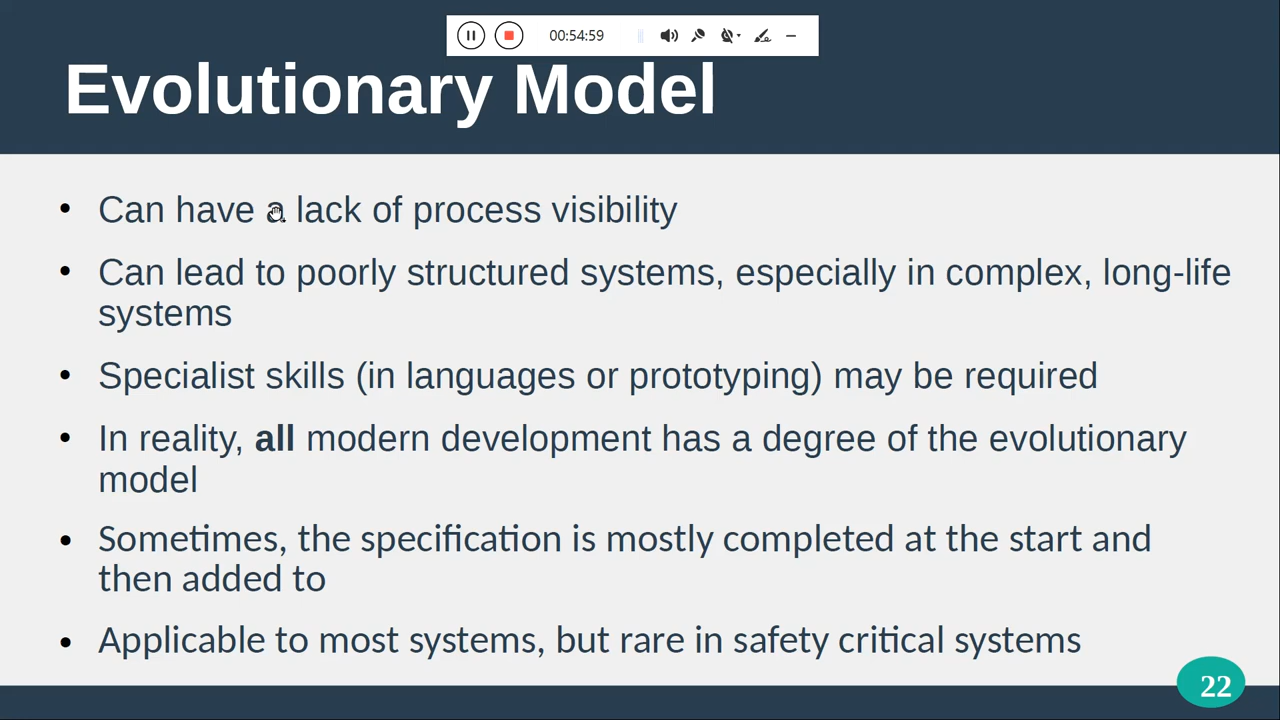 00:54:59
Evolutionary Model
• Can have a lack of process visibility
• Can lead to poorly structured systems, especially in complex, long-life
systems
• Specialist skills (in languages or prototyping) may be required
• In reality, all modern development has a degree of the evolutionary
model
• Sometimes, the specification is mostly completed at the start and
then added to
• Applicable to most systems, but rare in safety critical systems
22